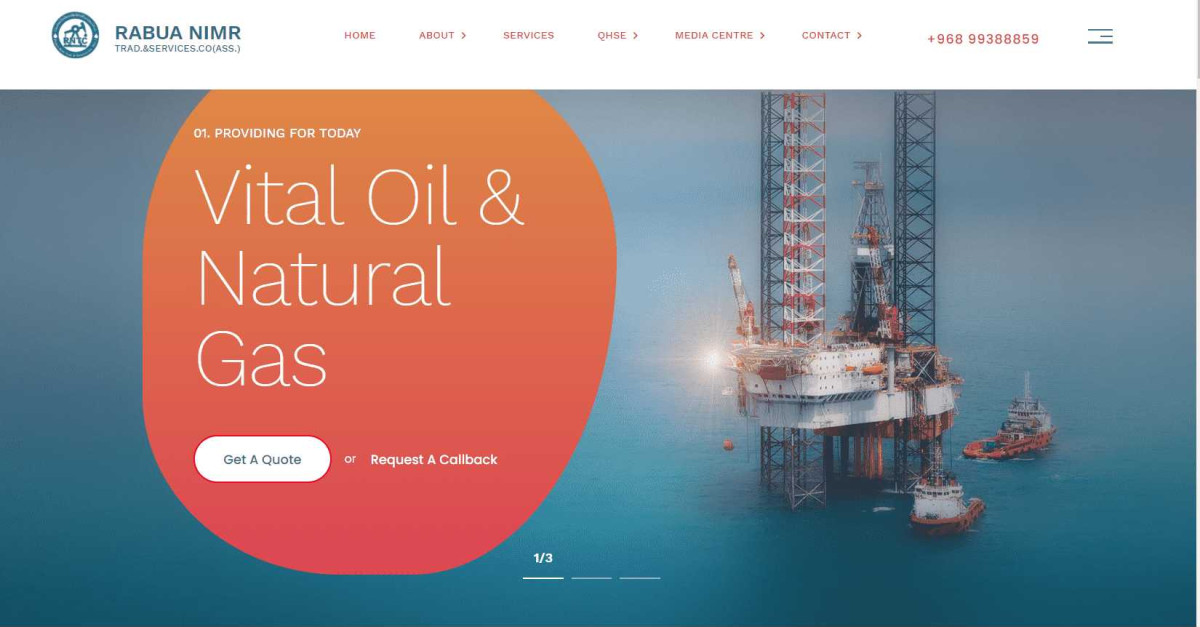 RNTC
RABUA NIMR
TRAD.&SERVICES.CO(ASS.)
HOME
ABOUT
SERVICES
QHSE
MEDIA CENTRE
CONTACT
+968 99388859
01. PROVIDING FOR TODAY
Vital Oil &
Natural
Gas
Get A Quote
or
Request A Callback
1/3